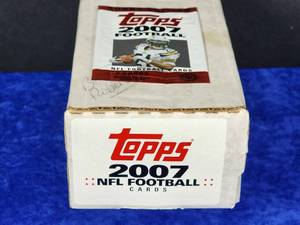 Topps
2007
FOOTBALL
NFL FOOTBALL CARDS
Topps
2007
NFL FOOTBALL
CARDS